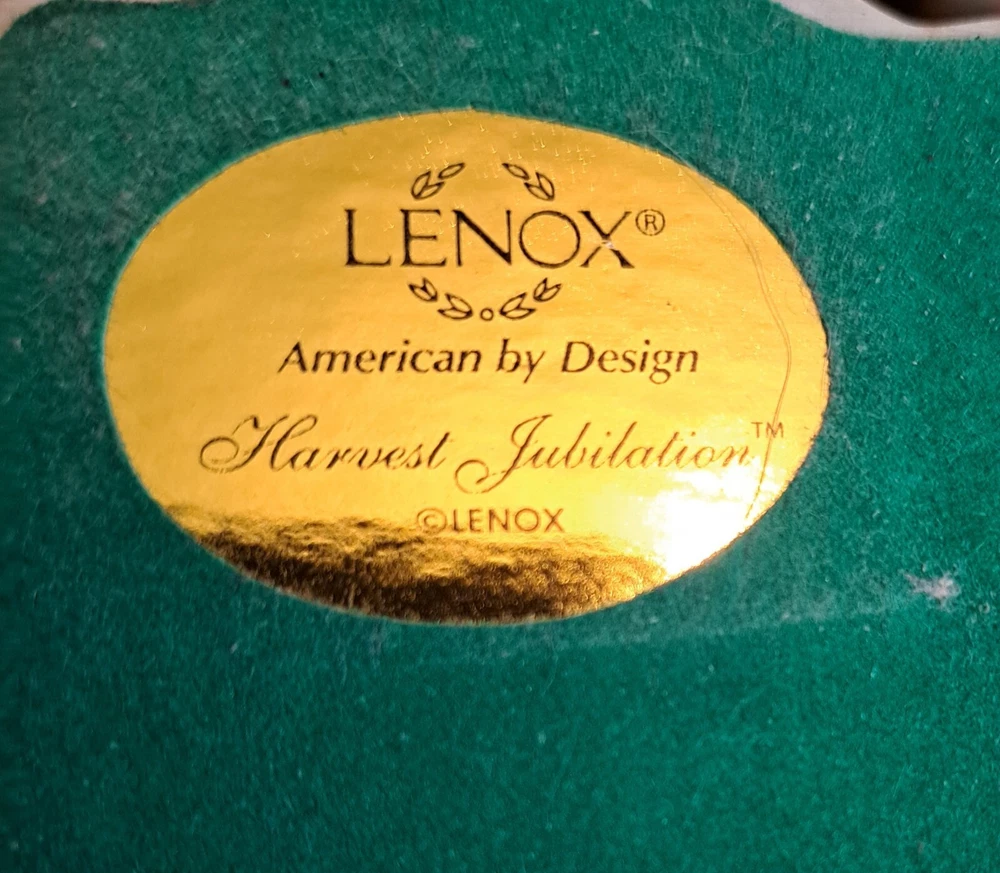 LENOX®
American by Design
Harvest Jubilation™
©LENOX